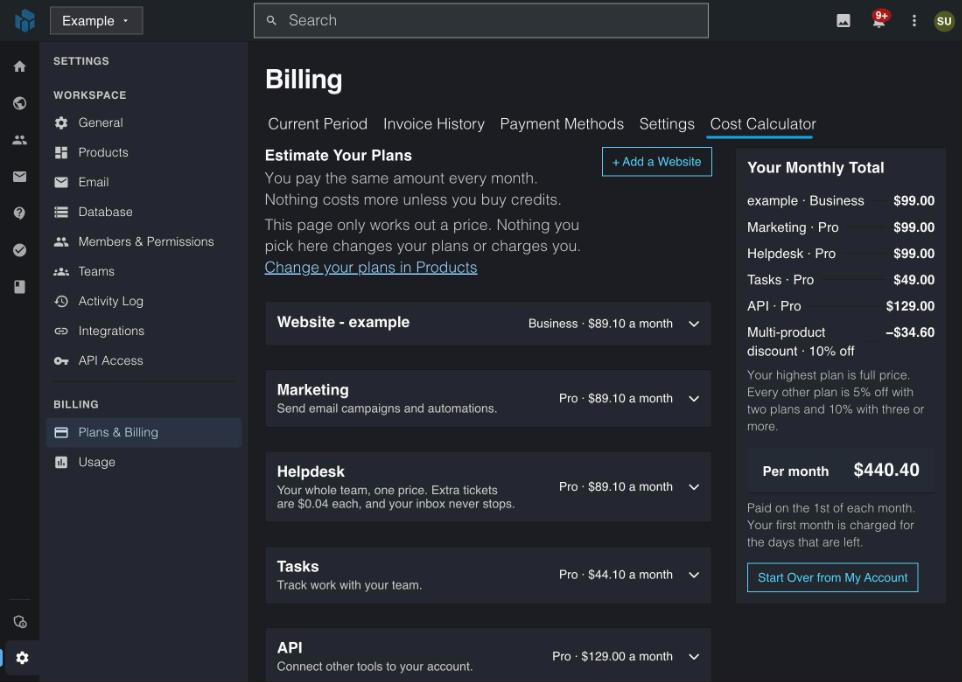 Example
Search
9+
SU
SETTINGS
WORKSPACE
General
Products
Email
Database
Members & Permissions
Teams
Activity Log
Integrations
API Access
BILLING
Plans & Billing
Usage
Billing
Current Period
Invoice History
Payment Methods
Settings
Cost Calculator
Estimate Your Plans
You pay the same amount every month.
Nothing costs more unless you buy credits.
This page only works out a price. Nothing you
pick here changes your plans or charges you.
Change your plans in Products
+ Add a Website
Website - example
Business · $89.10 a month
Marketing
Send email campaigns and automations.
Pro · $89.10 a month
Helpdesk
Your whole team, one price. Extra tickets
are $0.04 each, and your inbox never stops.
Pro · $89.10 a month
Tasks
Track work with your team.
Pro · $44.10 a month
API
Connect other tools to your account.
Pro · $129.00 a month
Your Monthly Total
example · Business $99.00
Marketing · Pro $99.00
Helpdesk · Pro $99.00
Tasks · Pro $49.00
API · Pro $129.00
Multi-product −$34.60
discount · 10% off
Your highest plan is full price.
Every other plan is 5% off with
two plans and 10% with three or
more.
Per month $440.40
Paid on the 1st of each month.
Your first month is charged for
the days that are left.
Start Over from My Account